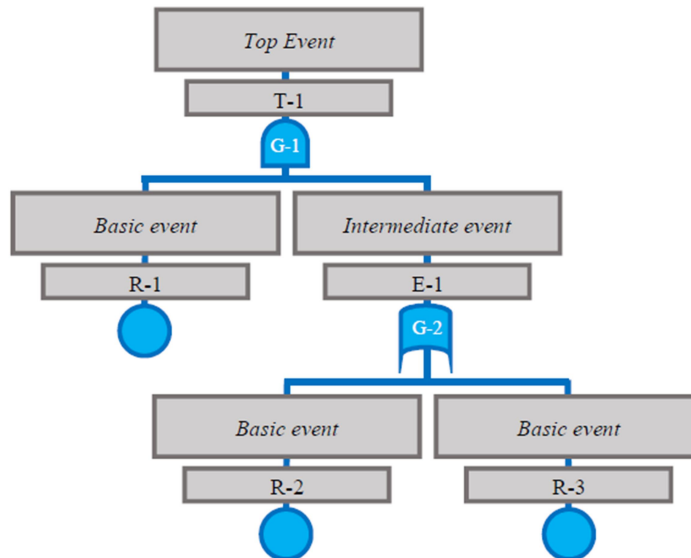 Top Event
T-1
G-1
Basic event
Intermediate event
R-1
E-1
G-2
Basic event
Basic event
R-2
R-3